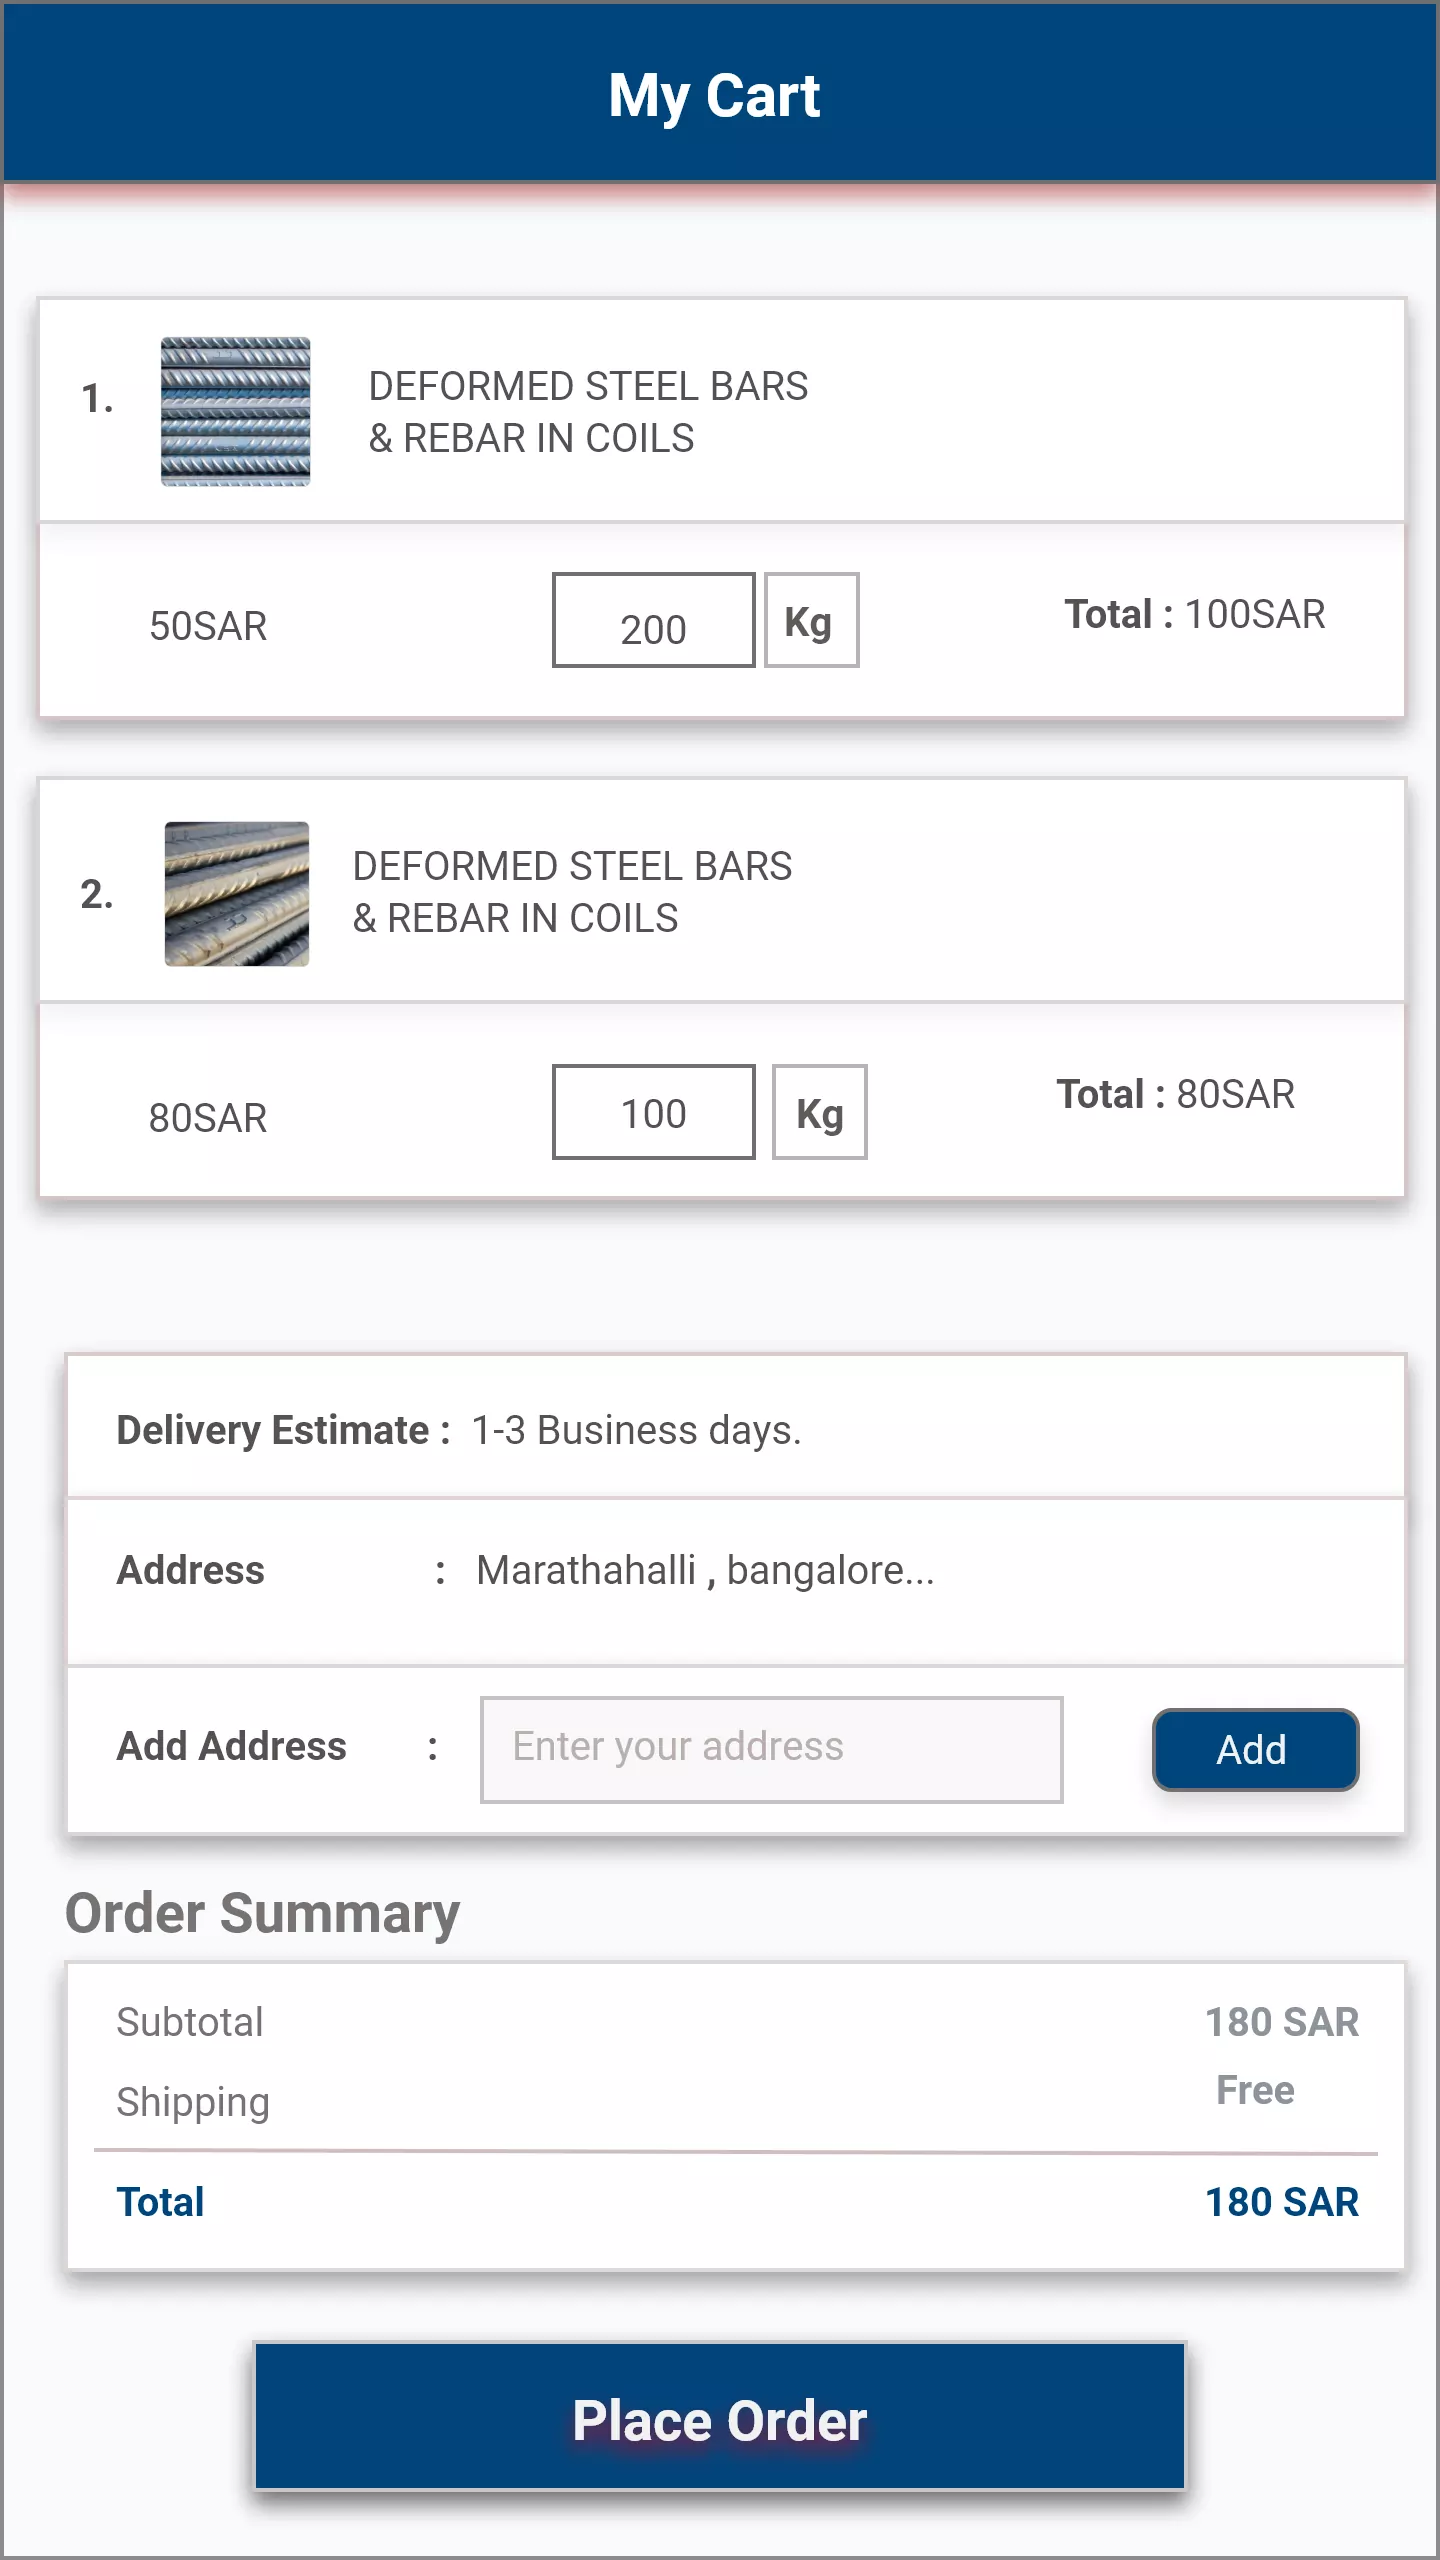 My Cart
1.
DEFORMED STEEL BARS
& REBAR IN COILS
50SAR
200
Kg
Total : 100SAR
2.
DEFORMED STEEL BARS
& REBAR IN COILS
80SAR
100
Kg
Total : 80SAR
Delivery Estimate : 1-3 Business days.
Address : Marathahalli , bangalore...
Add Address :
Enter your address
Add
Order Summary
Subtotal 180 SAR
Shipping Free
Total 180 SAR
Place Order